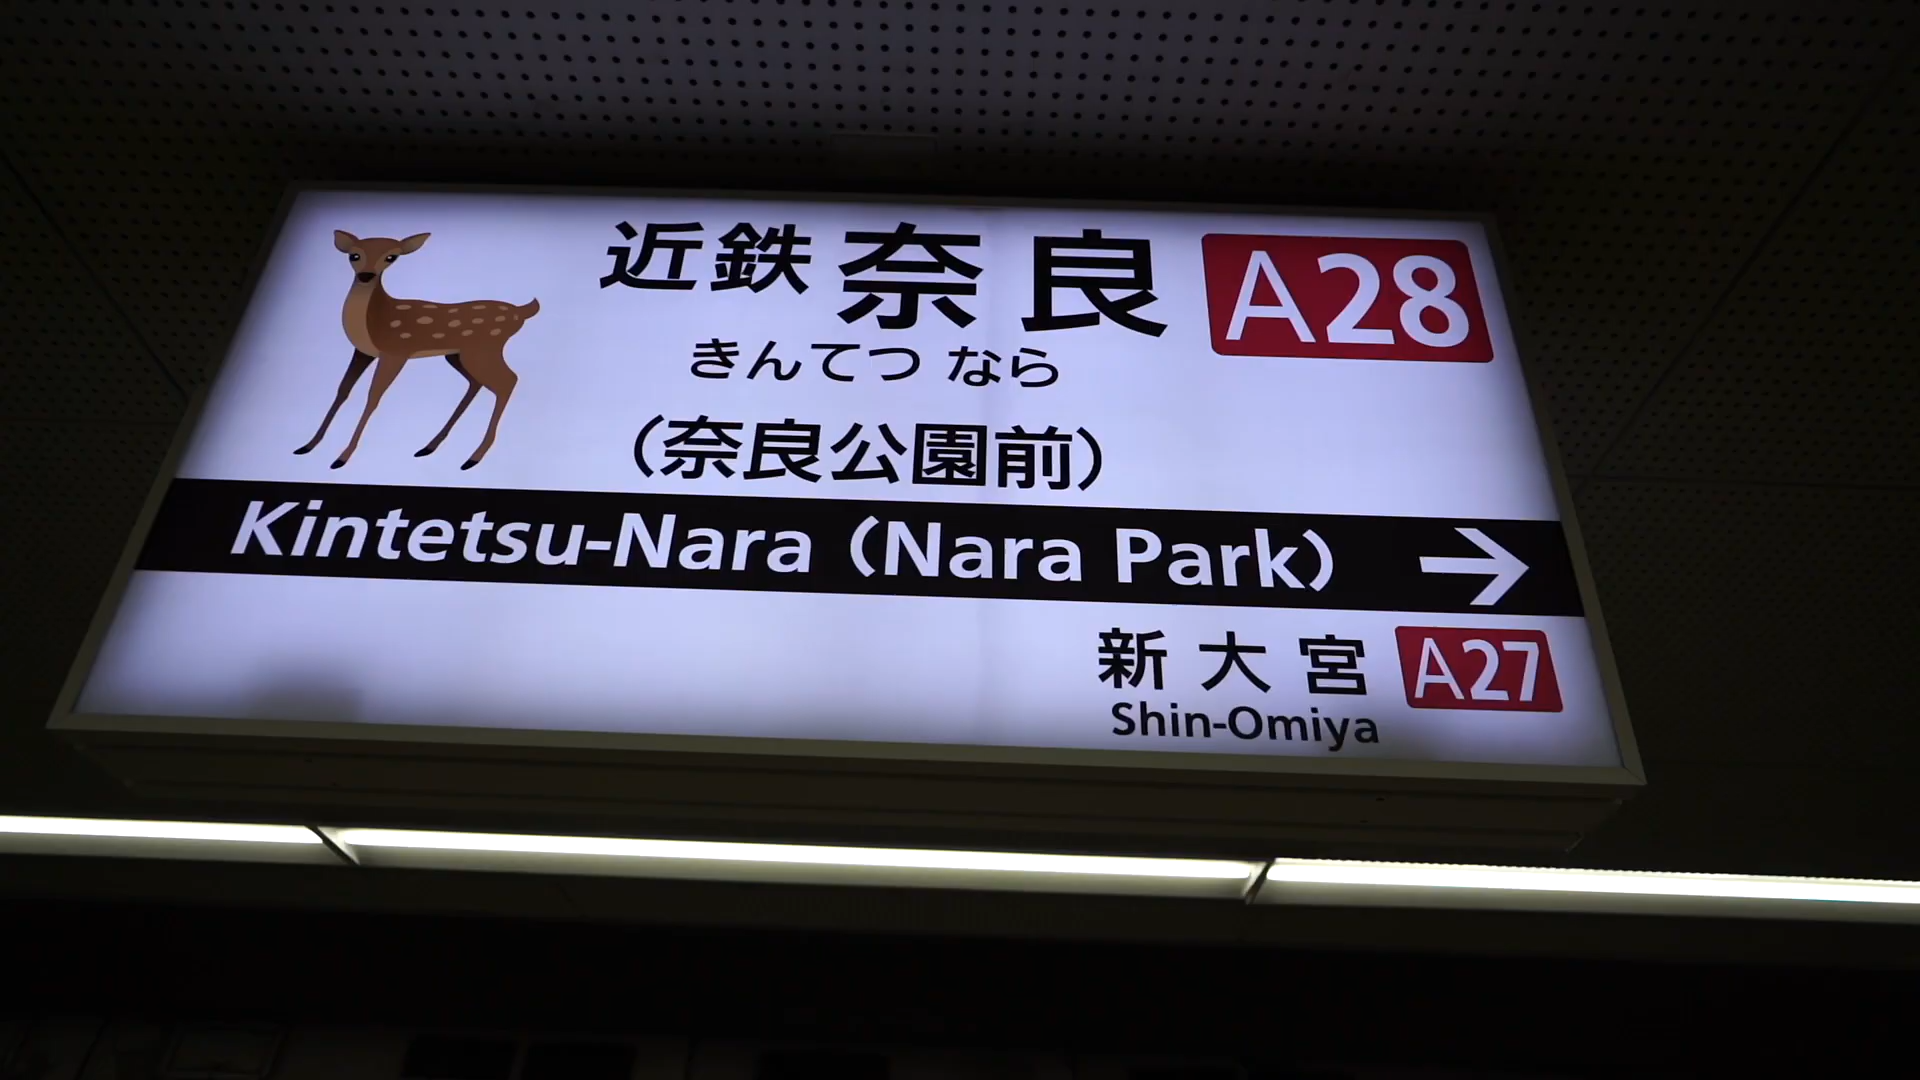 近鉄奈良 A28
きんてつ なら
（奈良公園前）
Kintetsu-Nara (Nara Park) →
新大宮 A27
Shin-Omiya